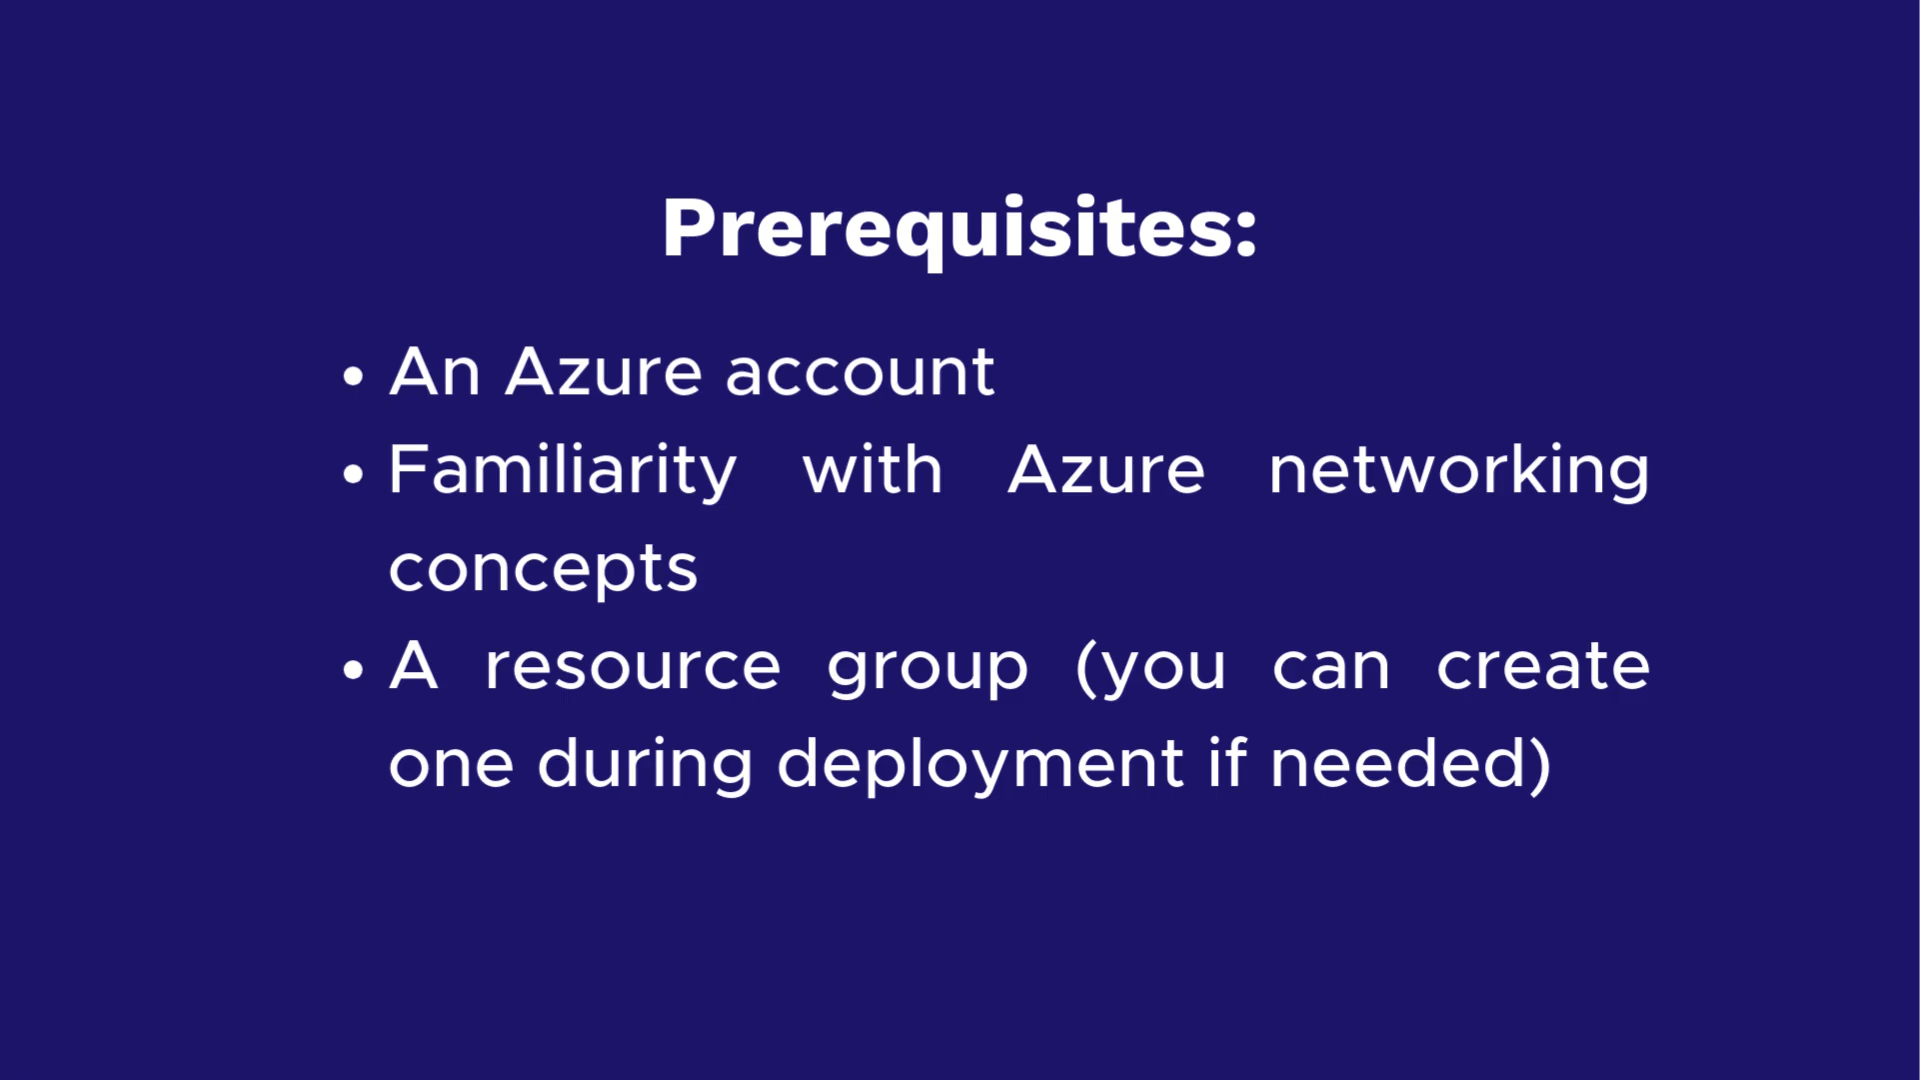 Prerequisites:
• An Azure account
• Familiarity with Azure networking
concepts
• A resource group (you can create
one during deployment if needed)